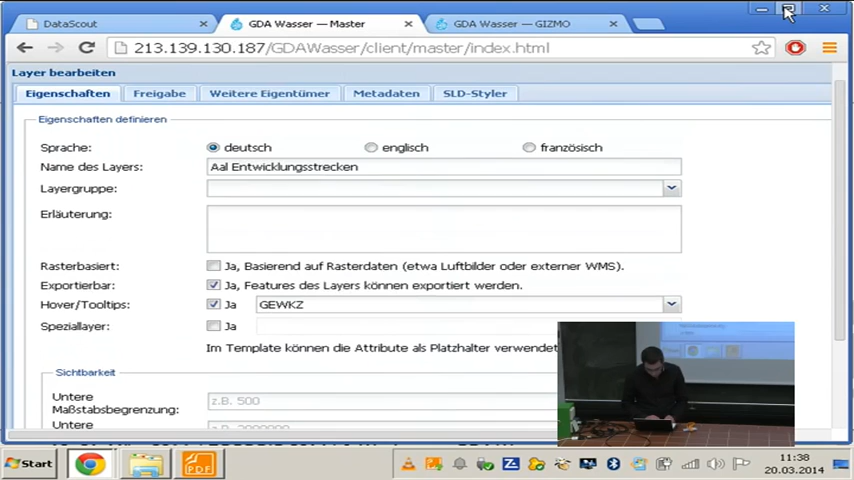 DataScout
GDA Wasser — Master
GDA Wasser — GIZMO
213.139.130.187/GDAWasser/client/master/index.html
Layer bearbeiten
Eigenschaften
Freigabe
Weitere Eigentümer
Metadaten
SLD-Styler
Eigenschaften definieren
Sprache:
deutsch
englisch
französisch
Name des Layers:
Aal Entwicklungsstrecken
Layergruppe:
Erläuterung:
Rasterbasiert:
Ja, Basierend auf Rasterdaten (etwa Luftbilder oder externer WMS).
Exportierbar:
Ja, Features des Layers können exportiert werden.
Hover/Tooltips:
Ja
GEWKZ
Speziallayer:
Ja
Im Template können die Attribute als Platzhalter verwendet
Sichtbarkeit
Untere
Maßstabsbegrenzung:
z.B. 500
Untere
z.B. 2000000
Start
PDF
11:38
20.03.2014